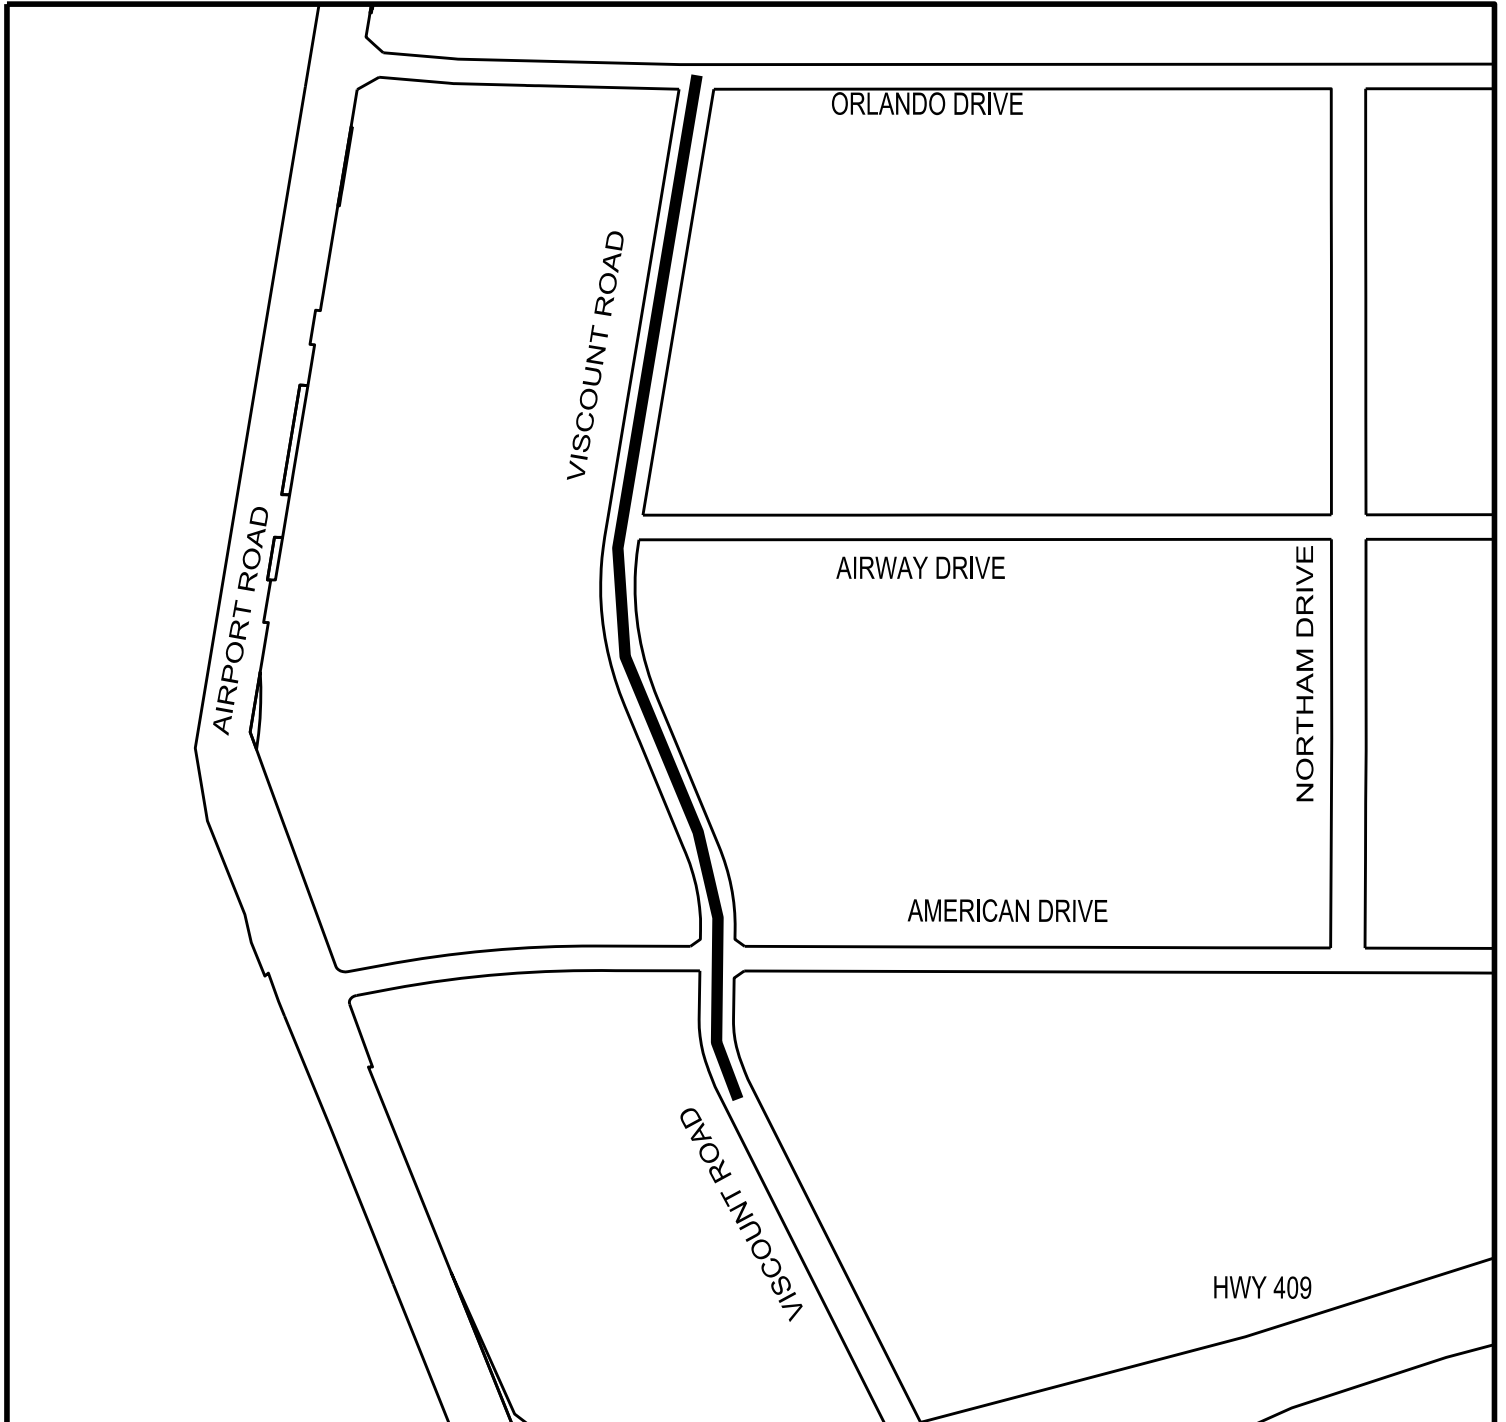 ORLANDO DRIVE
VISCOUNT ROAD
AIRPORT ROAD
AIRWAY DRIVE
NORTHAM DRIVE
AMERICAN DRIVE
VISCOUNT ROAD
HWY 409